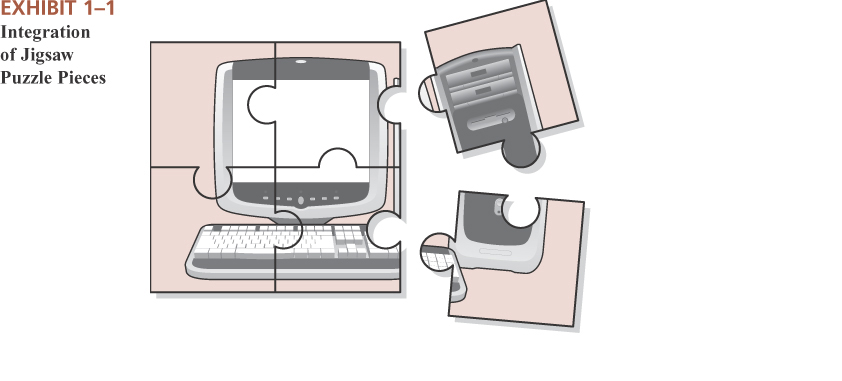 EXHIBIT 1–1
Integration
of Jigsaw
Puzzle Pieces